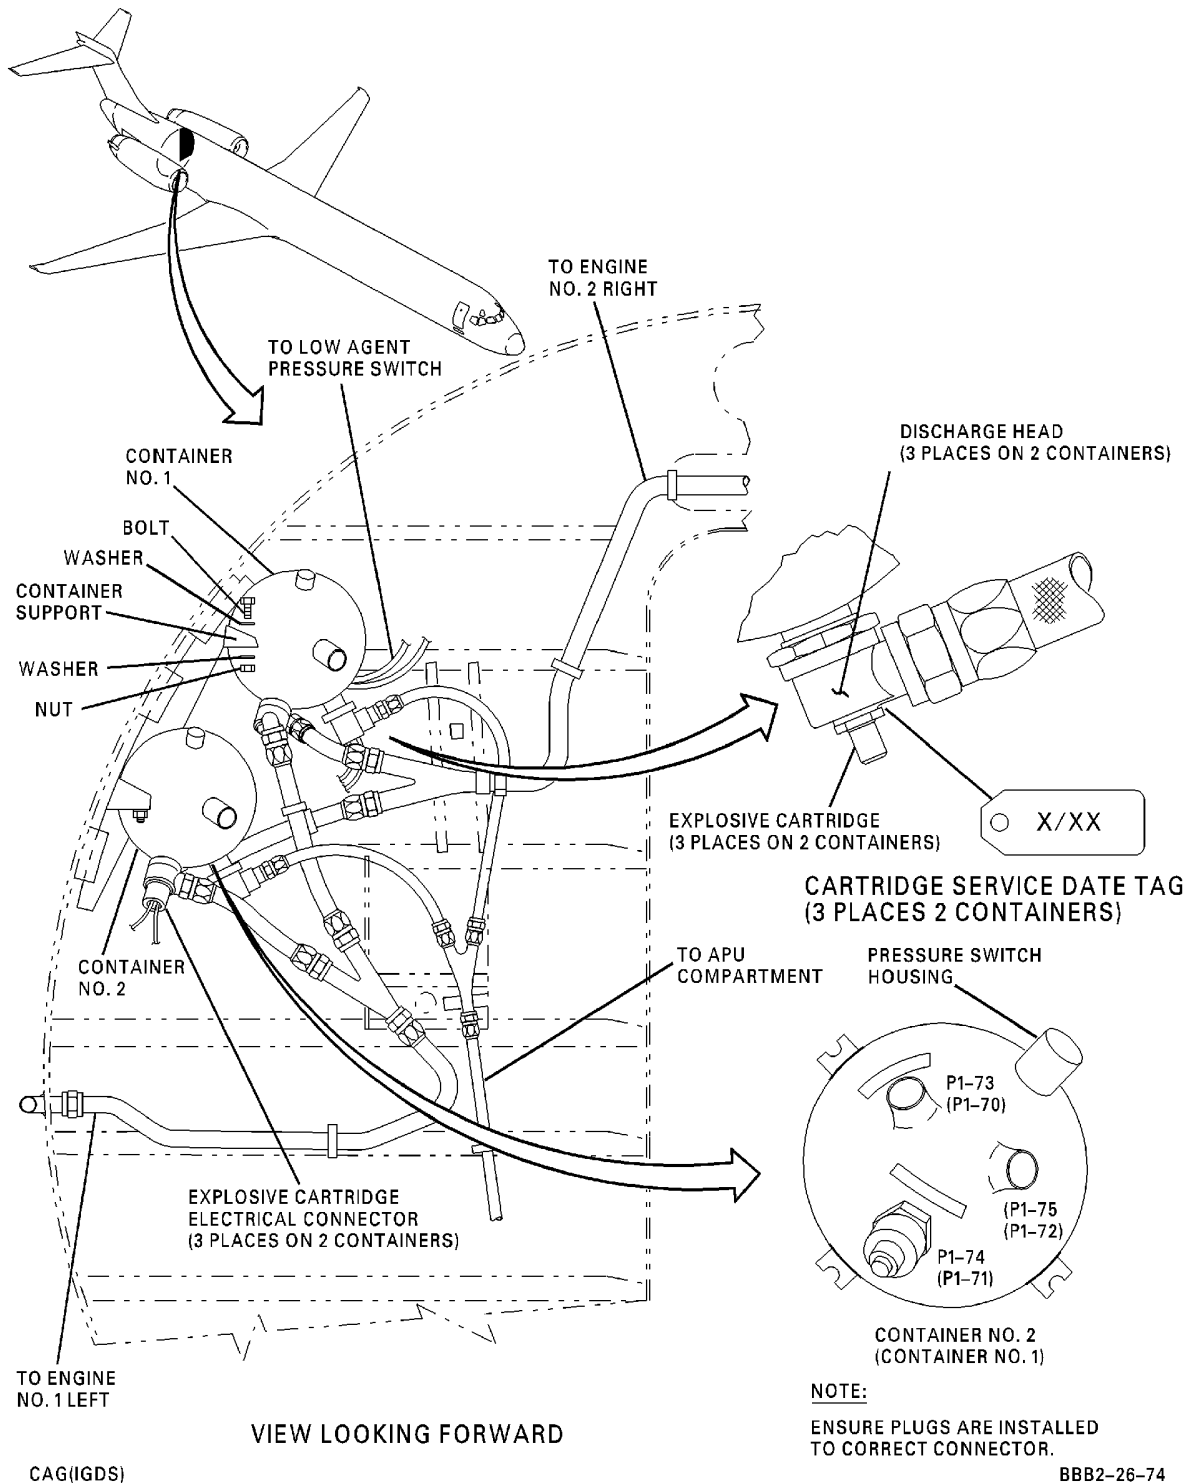 TO ENGINE
NO. 2 RIGHT
TO LOW AGENT
PRESSURE SWITCH
DISCHARGE HEAD
(3 PLACES ON 2 CONTAINERS)
CONTAINER
NO. 1
BOLT
WASHER
CONTAINER
SUPPORT
WASHER
NUT
EXPLOSIVE CARTRIDGE
(3 PLACES ON 2 CONTAINERS)
X/XX
CARTRIDGE SERVICE DATE TAG
(3 PLACES 2 CONTAINERS)
CONTAINER
NO. 2
TO APU
COMPARTMENT
PRESSURE SWITCH
HOUSING
P1-73
(P1-70)
(P1-75
(P1-72)
P1-74
(P1-71)
EXPLOSIVE CARTRIDGE
ELECTRICAL CONNECTOR
(3 PLACES ON 2 CONTAINERS)
CONTAINER NO. 2
(CONTAINER NO. 1)
TO ENGINE
NO. 1 LEFT
NOTE:
ENSURE PLUGS ARE INSTALLED
TO CORRECT CONNECTOR.
VIEW LOOKING FORWARD
CAG(IGDS)
BBB2-26-74